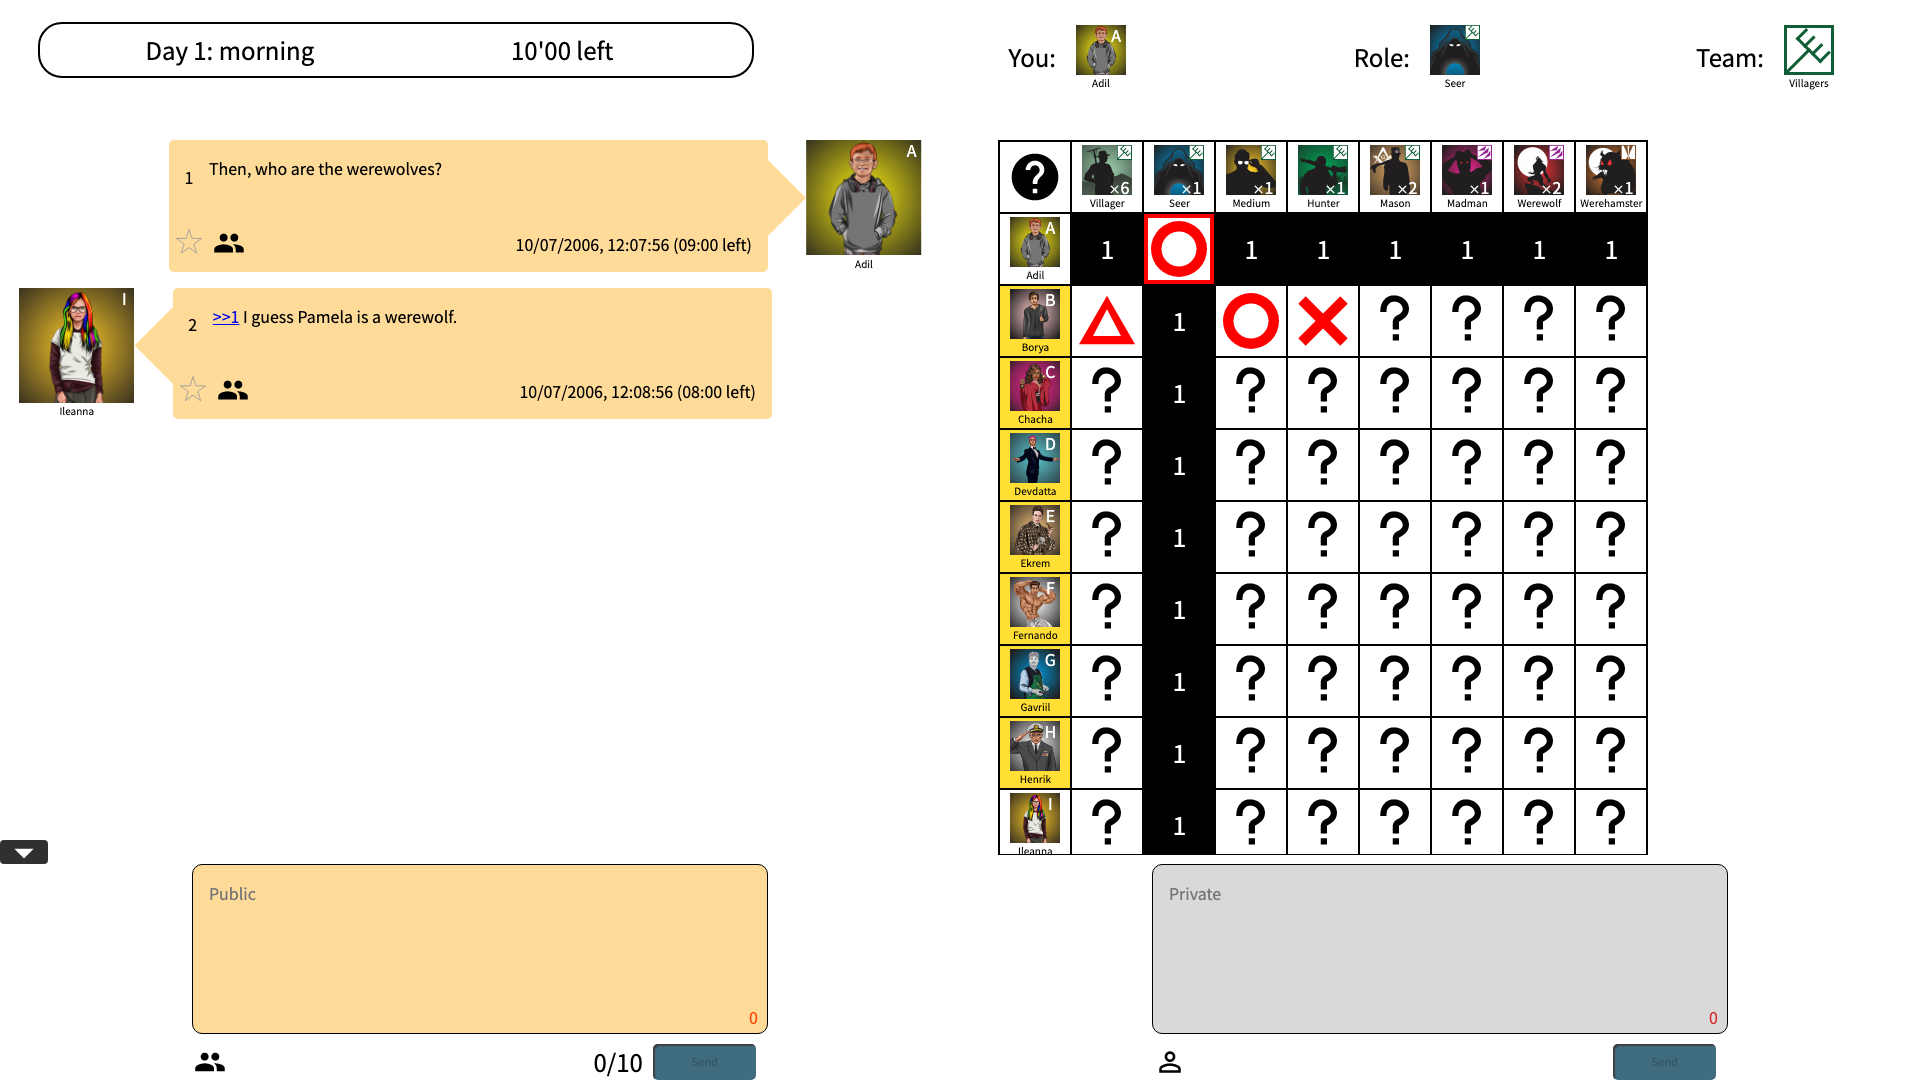 Day 1: morning 10'00 left
You: A Adil Role: Seer Team: Villagers
1 Then, who are the werewolves?
10/07/2006, 12:07:56 (09:00 left)
A
Adil
I
Ileanna
2 >>1 I guess Pamela is a werewolf.
10/07/2006, 12:08:56 (08:00 left)
×6 ×1 ×1 ×1 ×2 ×1 ×2 ×1
Villager Seer Medium Hunter Mason Madman Werewolf Werehamster
A 1 1 1 1 1 1 1
Adil
B 1 ? ? ? ?
Borya
C ? 1 ? ? ? ? ? ?
Chacha
D ? 1 ? ? ? ? ? ?
Devdatta
E ? 1 ? ? ? ? ? ?
Ekrem
F ? 1 ? ? ? ? ? ?
Fernando
G ? 1 ? ? ? ? ? ?
Gavriil
H ? 1 ? ? ? ? ? ?
Henrik
I ? 1 ? ? ? ? ? ?
Ileanna
Public
0
0/10 Send
Private
0
Send